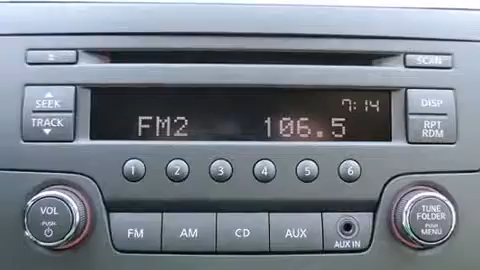 SCAN
SEEK
TRACK
7:14
FM2 106.5
DISP
RPT
RDM
1 2 3 4 5 6
VOL
PUSH
FM AM CD AUX
AUX IN
TUNE
FOLDER
PUSH
MENU